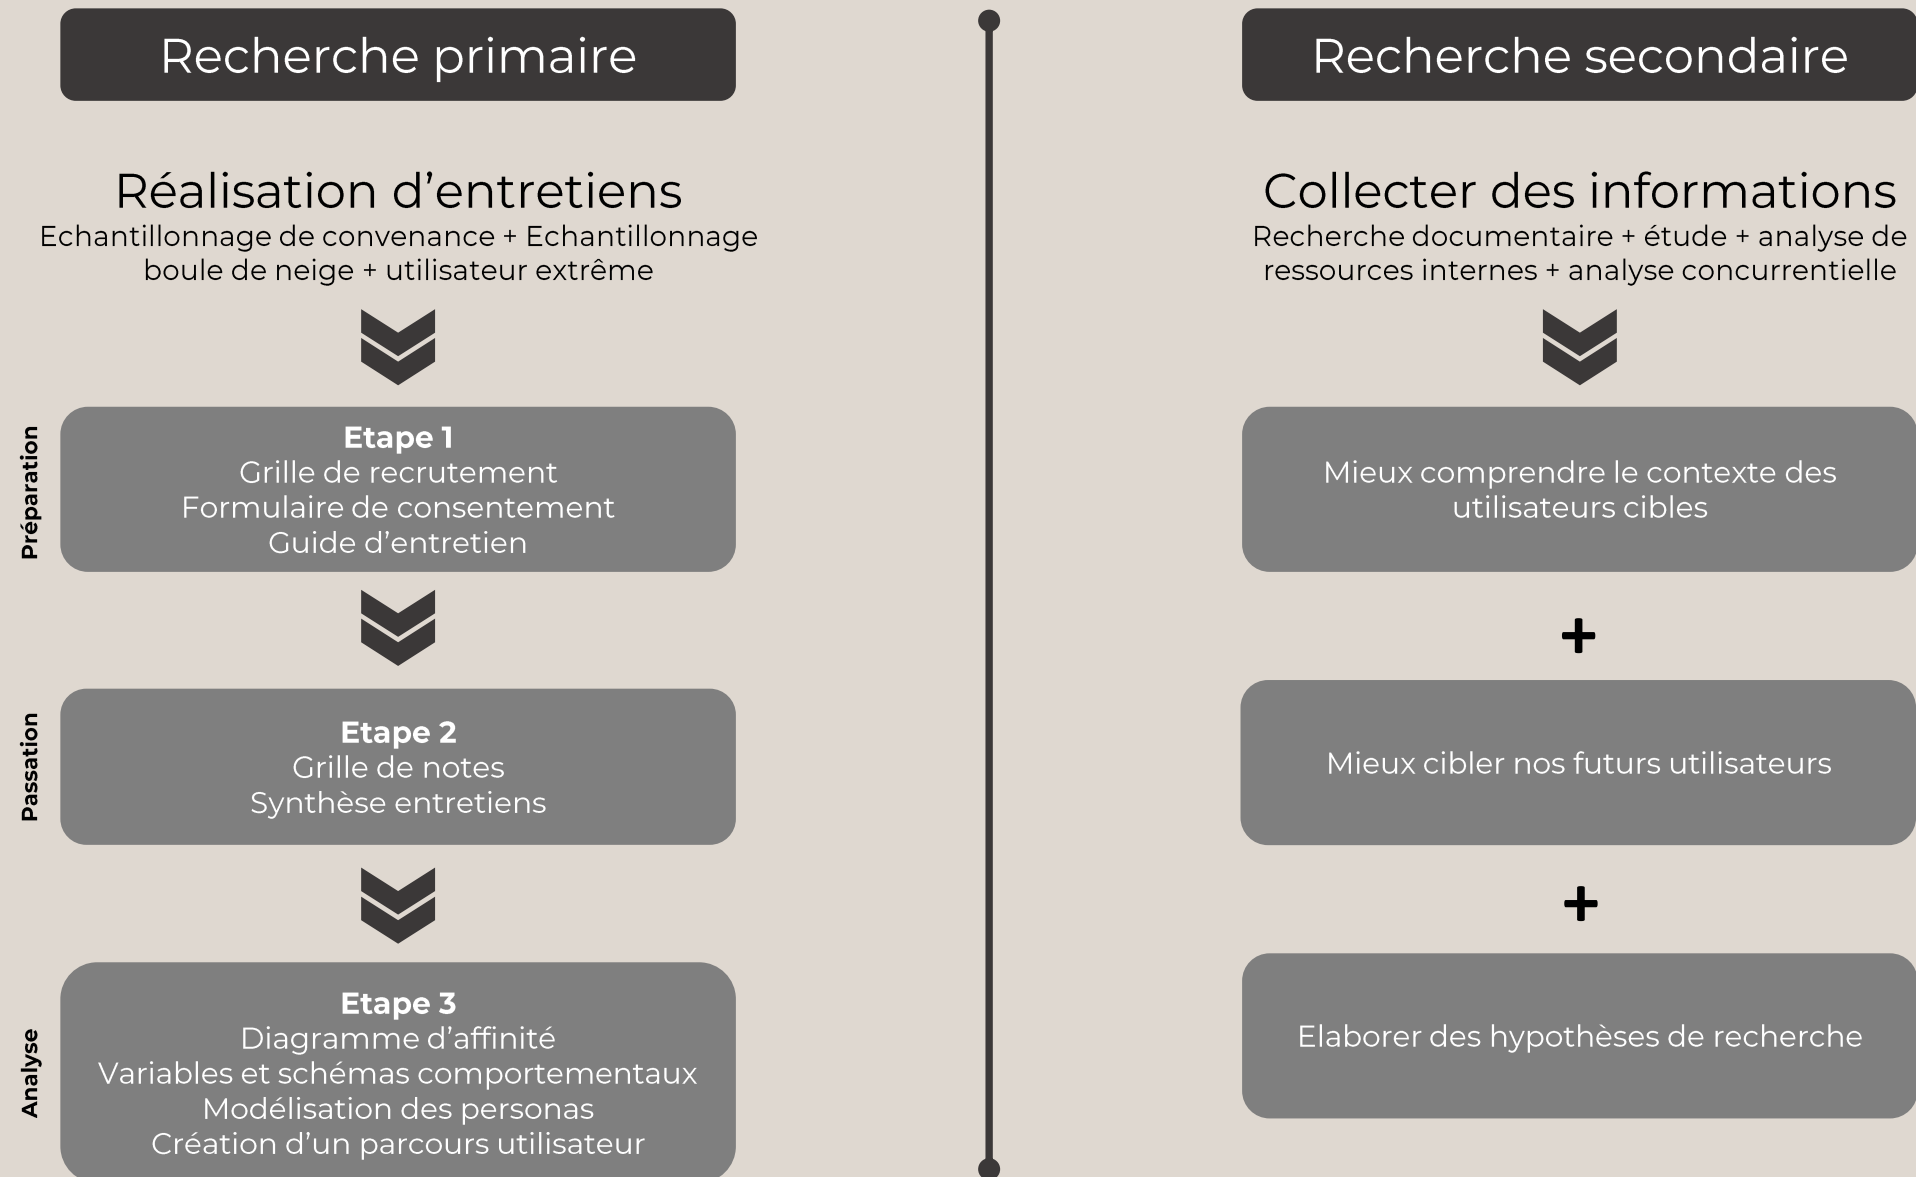 Recherche primaire
Réalisation d’entretiens
Echantillonnage de convenance + Echantillonnage
boule de neige + utilisateur extrême
Préparation
Etape 1
Grille de recrutement
Formulaire de consentement
Guide d’entretien
Passation
Etape 2
Grille de notes
Synthèse entretiens
Analyse
Etape 3
Diagramme d’affinité
Variables et schémas comportementaux
Modélisation des personas
Création d’un parcours utilisateur
Recherche secondaire
Collecter des informations
Recherche documentaire + étude + analyse de
ressources internes + analyse concurrentielle
Mieux comprendre le contexte des
utilisateurs cibles
+
Mieux cibler nos futurs utilisateurs
+
Elaborer des hypothèses de recherche